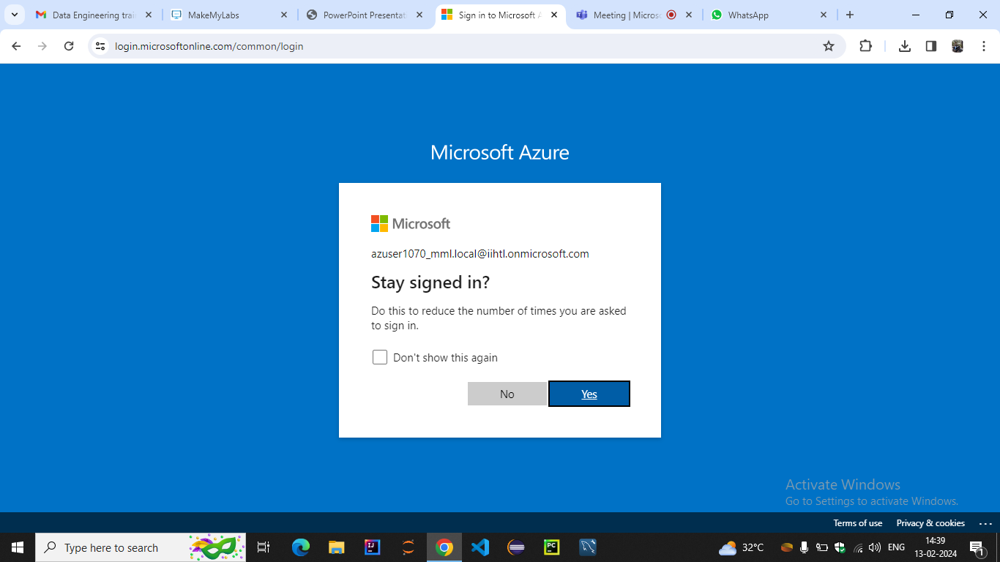 Data Engineering trai
MakeMyLabs
PowerPoint Presentati
Sign in to Microsoft A
Meeting | Micros
WhatsApp
login.microsoftonline.com/common/login
Microsoft Azure
Microsoft
azuser1070_mml.local@iihtl.onmicrosoft.com
Stay signed in?
Do this to reduce the number of times you are asked
to sign in.
Don't show this again
No
Yes
Activate Windows
Go to Settings to activate Windows.
Terms of use
Privacy & cookies
Type here to search
IJ
PC
32°C
ENG
14:39
13-02-2024
1